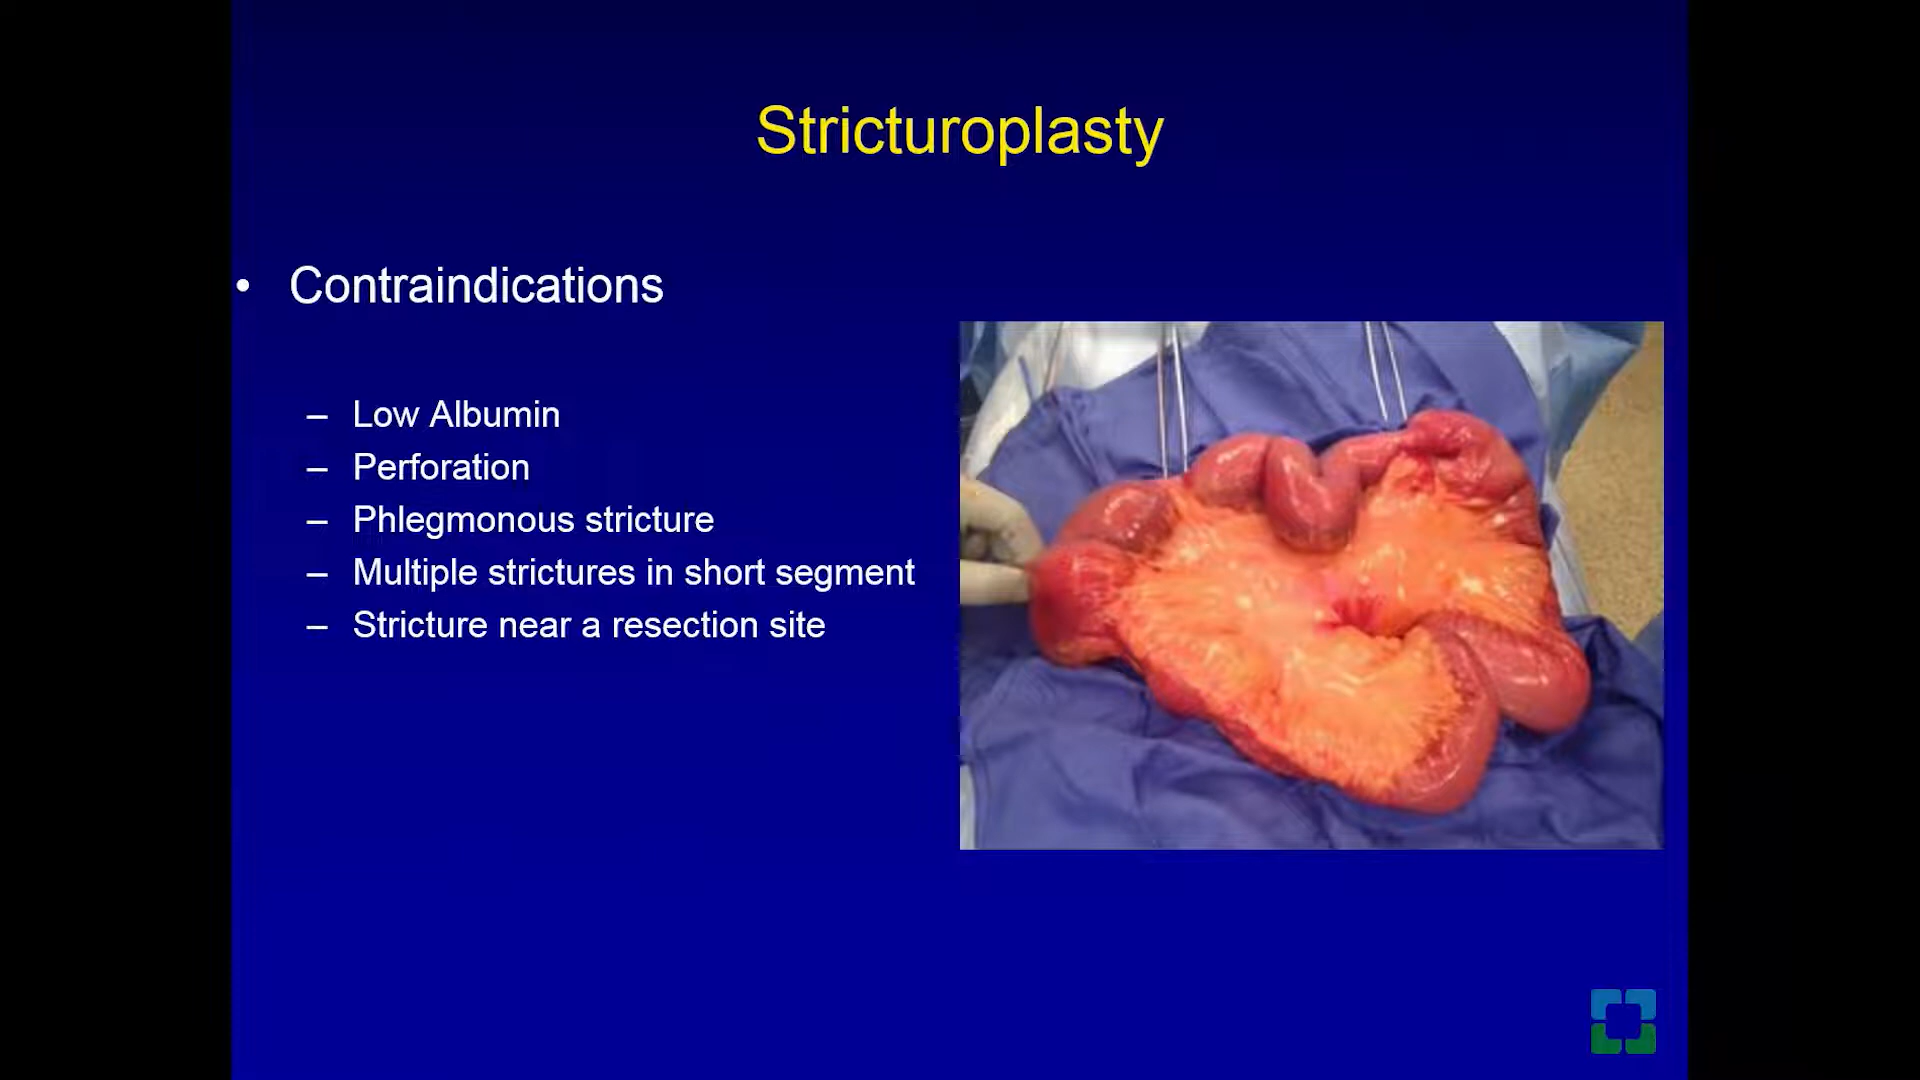 Stricturoplasty
• Contraindications
– Low Albumin
– Perforation
– Phlegmonous stricture
– Multiple strictures in short segment
– Stricture near a resection site